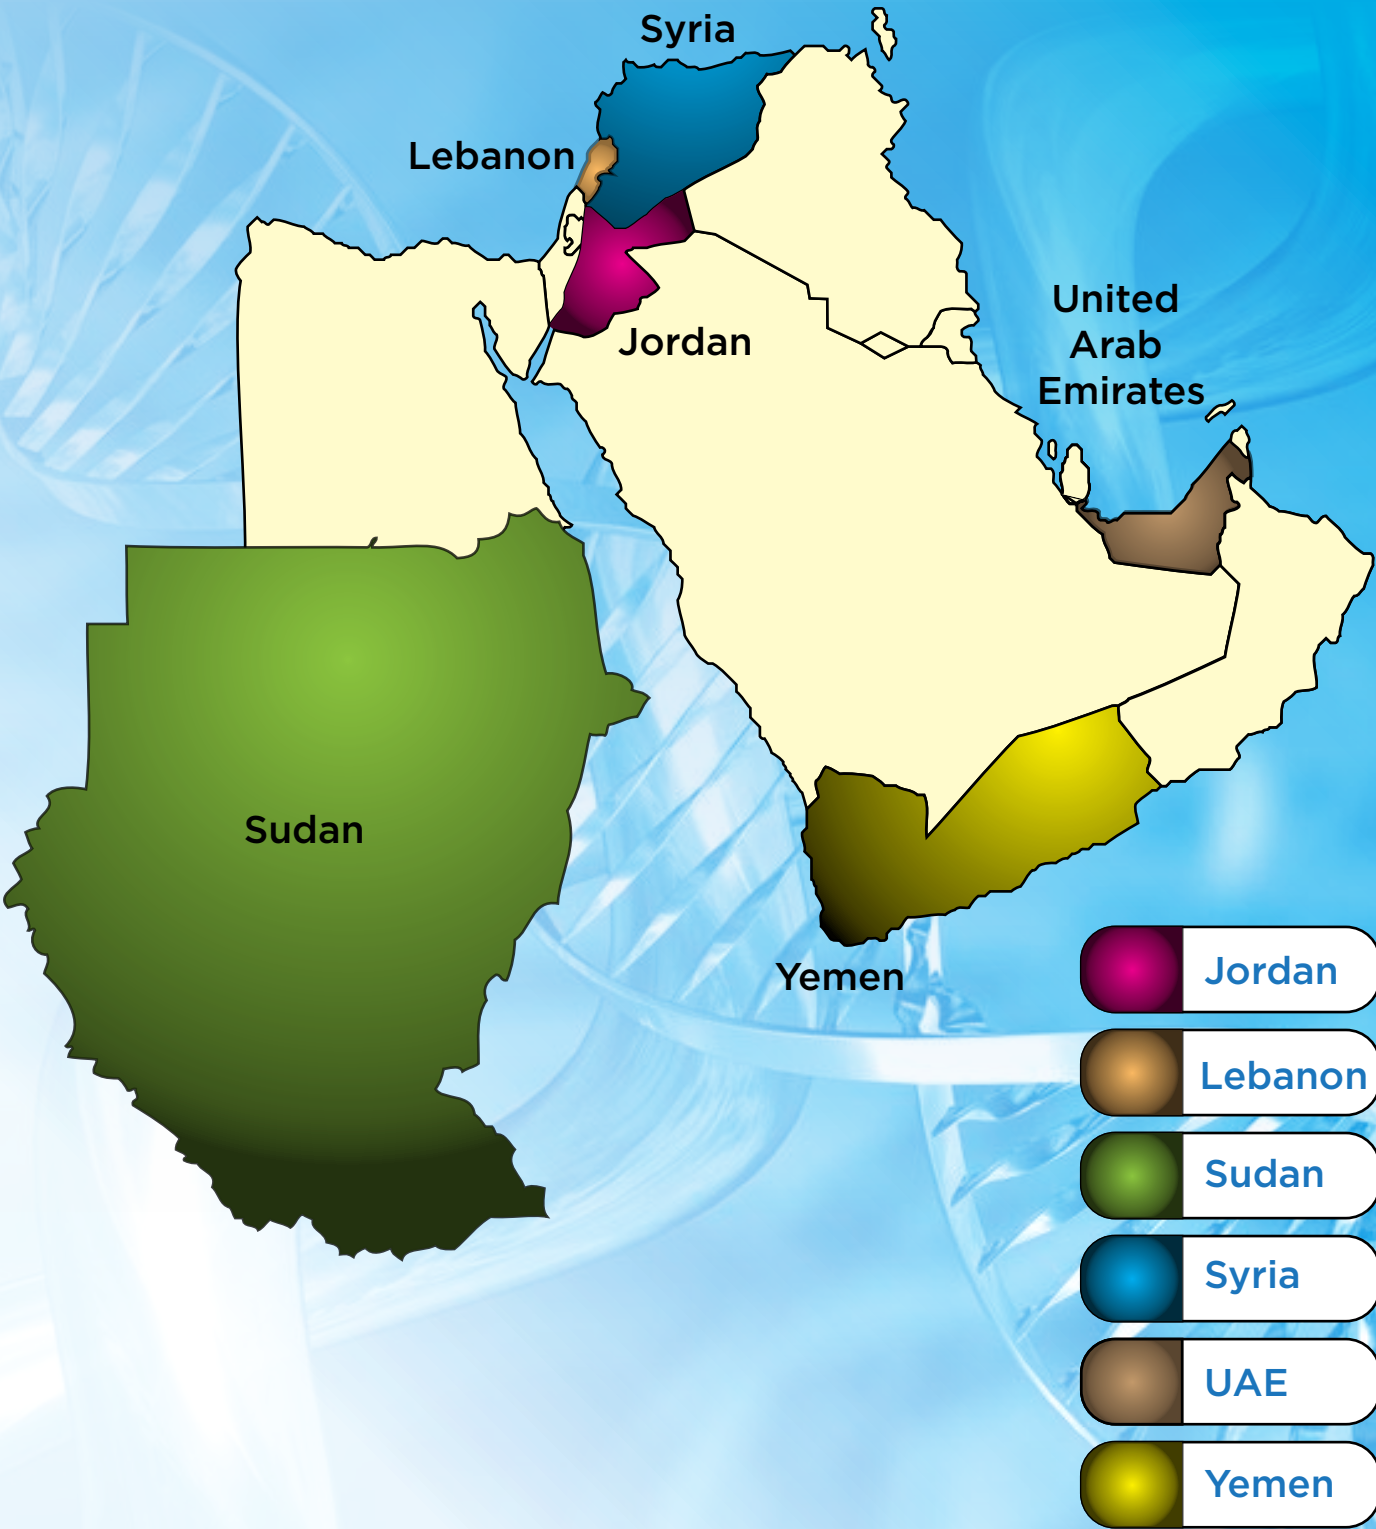 Syria
Lebanon
Jordan
United
Arab
Emirates
Sudan
Yemen
Jordan
Lebanon
Sudan
Syria
UAE
Yemen